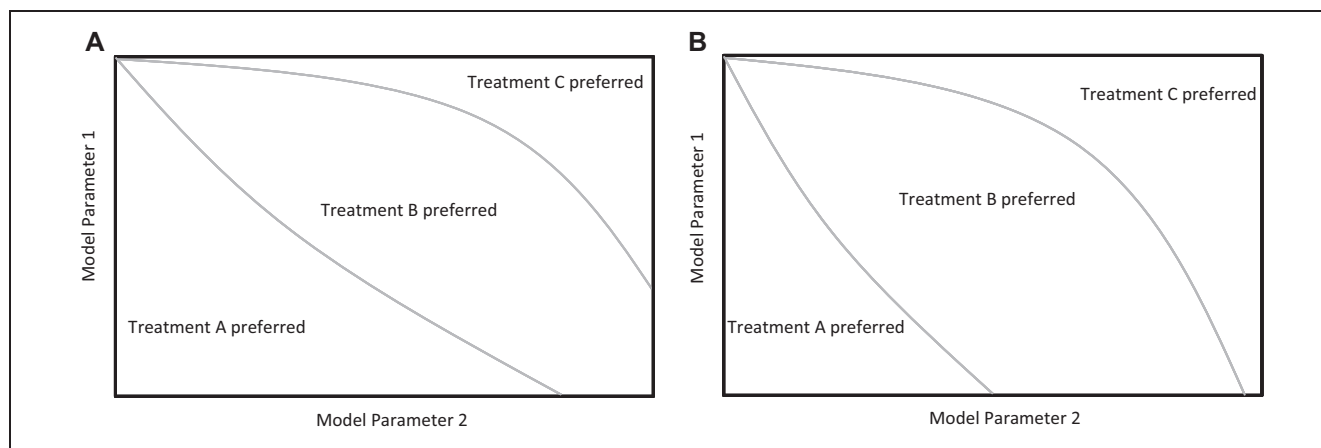 A
Treatment C preferred
Treatment B preferred
Treatment A preferred
Model Parameter 1
Model Parameter 2
B
Treatment C preferred
Treatment B preferred
Treatment A preferred
Model Parameter 1
Model Parameter 2